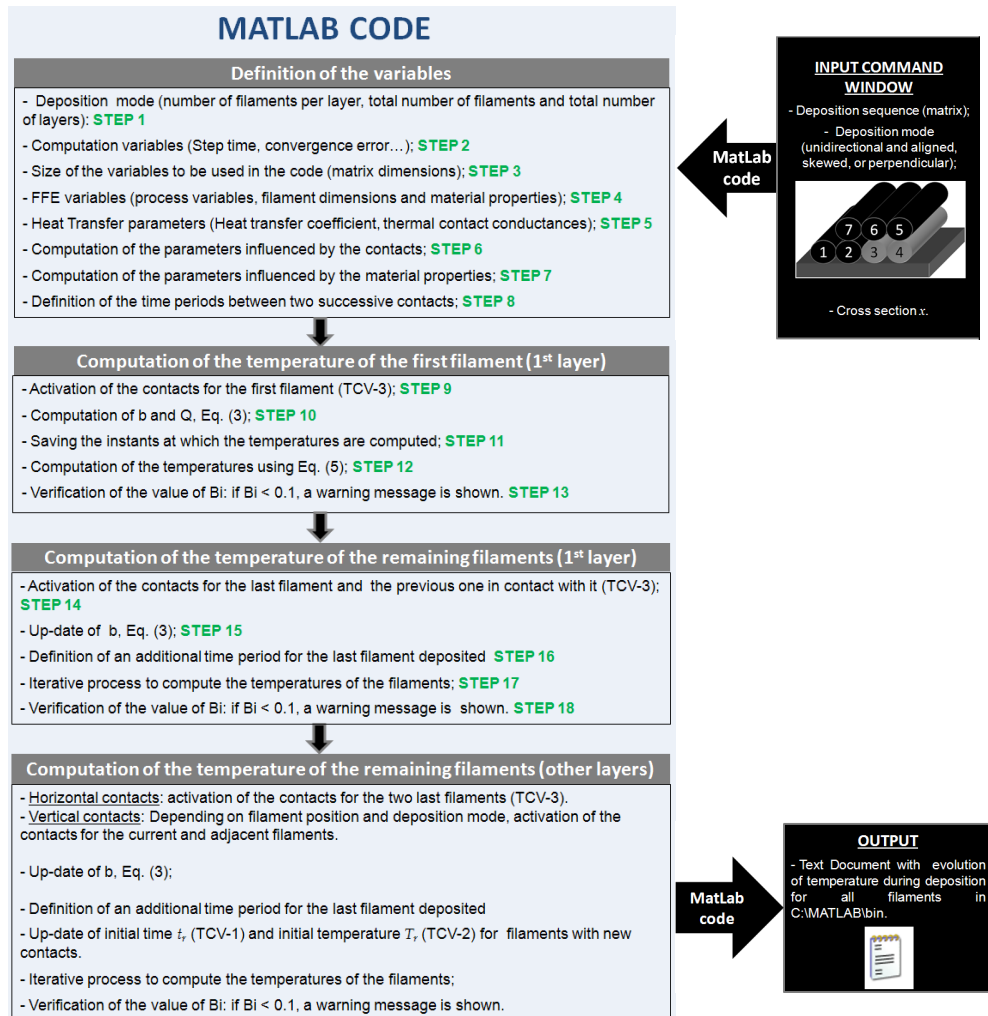 MATLAB CODE
Definition of the variables
- Deposition mode (number of filaments per layer, total number of filaments and total number
of layers): STEP 1
- Computation variables (Step time, convergence error…); STEP 2
- Size of the variables to be used in the code (matrix dimensions); STEP 3
- FFE variables (process variables, filament dimensions and material properties); STEP 4
- Heat Transfer parameters (Heat transfer coefficient, thermal contact conductances); STEP 5
- Computation of the parameters influenced by the contacts; STEP 6
- Computation of the parameters influenced by the material properties; STEP 7
- Definition of the time periods between two successive contacts; STEP 8
Computation of the temperature of the first filament (1st layer)
- Activation of the contacts for the first filament (TCV-3); STEP 9
- Computation of b and Q, Eq. (3); STEP 10
- Saving the instants at which the temperatures are computed; STEP 11
- Computation of the temperatures using Eq. (5); STEP 12
- Verification of the value of Bi: if Bi < 0.1, a warning message is shown. STEP 13
Computation of the temperature of the remaining filaments (1st layer)
- Activation of the contacts for the last filament and the previous one in contact with it (TCV-3);
STEP 14
- Up-date of b, Eq. (3); STEP 15
- Definition of an additional time period for the last filament deposited STEP 16
- Iterative process to compute the temperatures of the filaments; STEP 17
- Verification of the value of Bi: if Bi < 0.1, a warning message is shown. STEP 18
Computation of the temperature of the remaining filaments (other layers)
- Horizontal contacts: activation of the contacts for the two last filaments (TCV-3).
- Vertical contacts: Depending on filament position and deposition mode, activation of the
contacts for the current and adjacent filaments.
- Up-date of b, Eq. (3);
- Definition of an additional time period for the last filament deposited
- Up-date of initial time tr (TCV-1) and initial temperature Tr (TCV-2) for filaments with new
contacts.
- Iterative process to compute the temperatures of the filaments;
- Verification of the value of Bi: if Bi < 0.1, a warning message is shown.
MatLab
code
INPUT COMMAND
WINDOW
- Deposition sequence (matrix);
- Deposition mode
(unidirectional and aligned,
skewed, or perpendicular);
7 6 5
1 2 3 4
- Cross section x.
MatLab
code
OUTPUT
- Text Document with evolution
of temperature during deposition
for all filaments in
C:\MATLAB\bin.